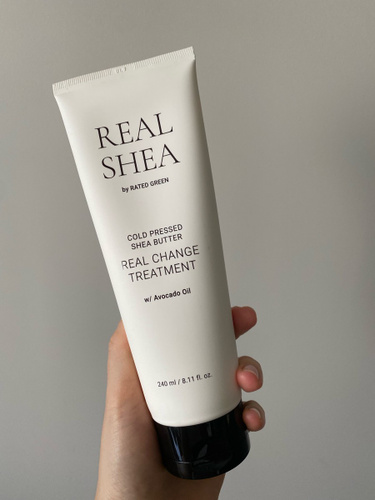 REAL
SHEA
by RATED GREEN
COLD PRESSED
SHEA BUTTER
REAL CHANGE
TREATMENT
w/ Avocado Oil
240 ml / 8.11 fl. oz.